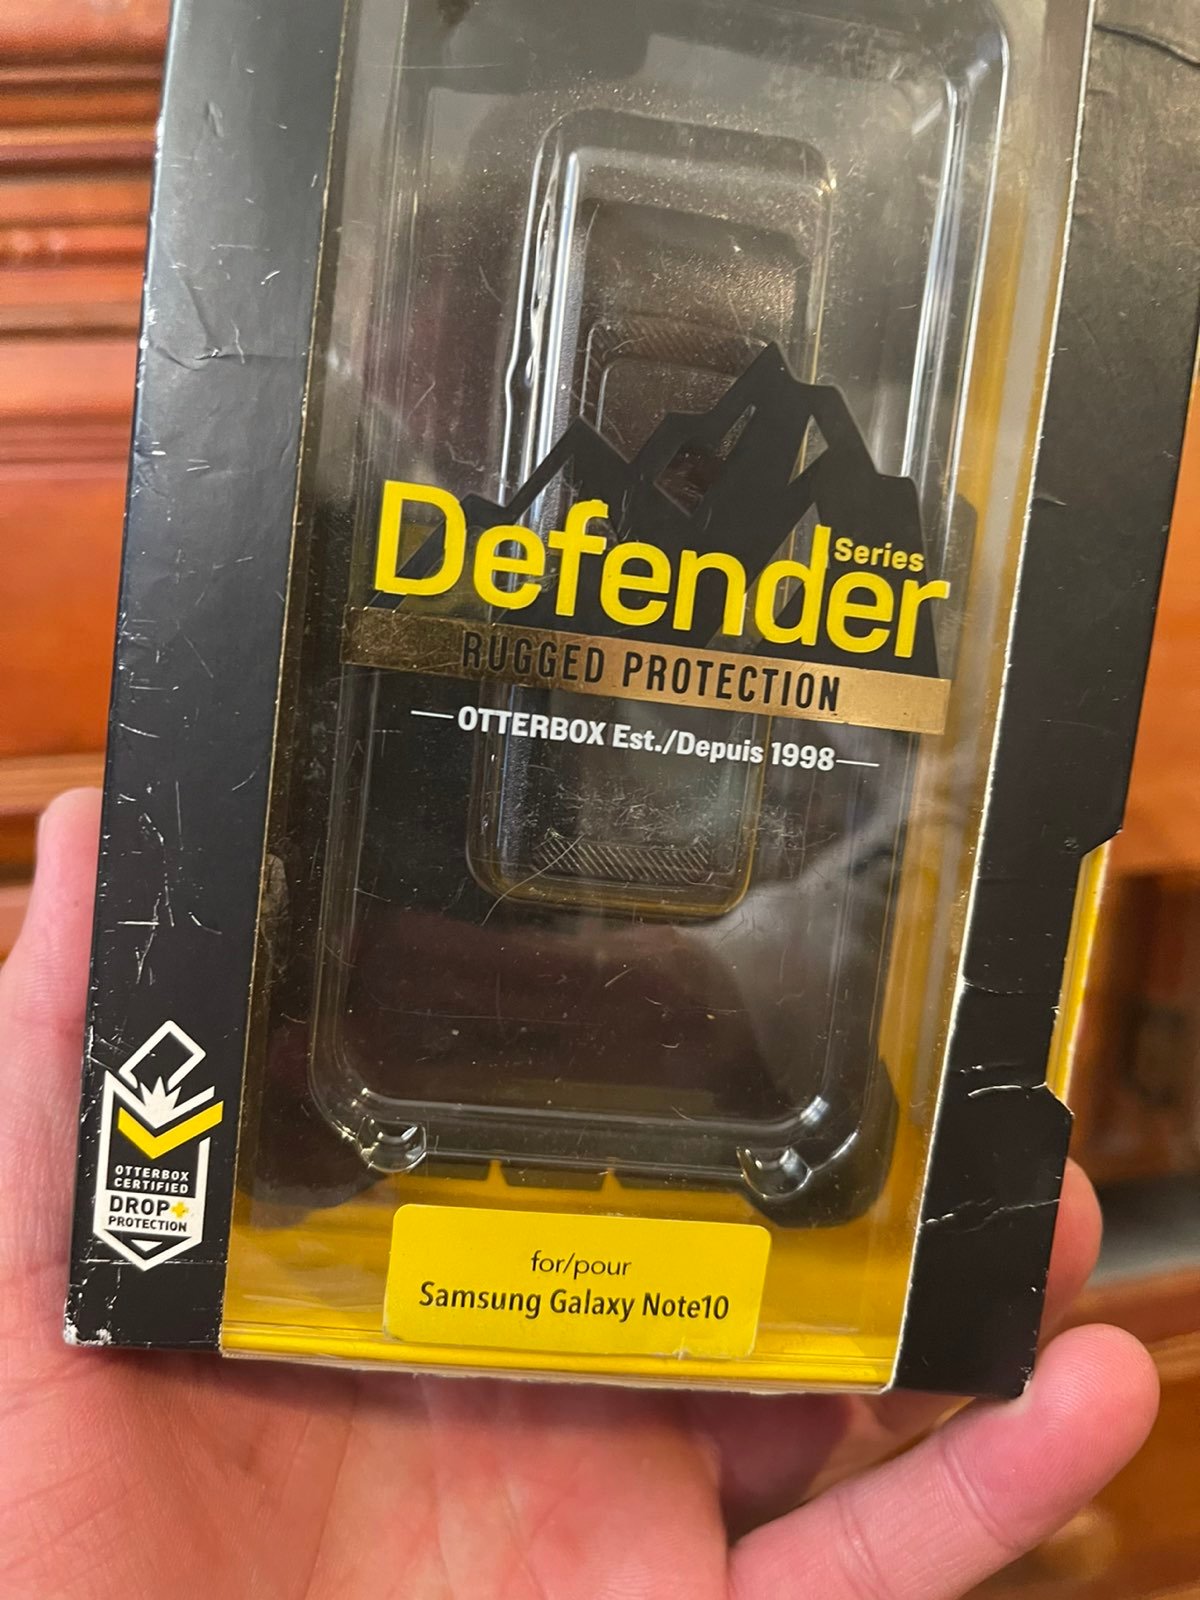 Defender
Series
RUGGED PROTECTION
OTTERBOX Est./Depuis 1998
OTTERBOX
CERTIFIED
DROP+
PROTECTION
for/pour
Samsung Galaxy Note10